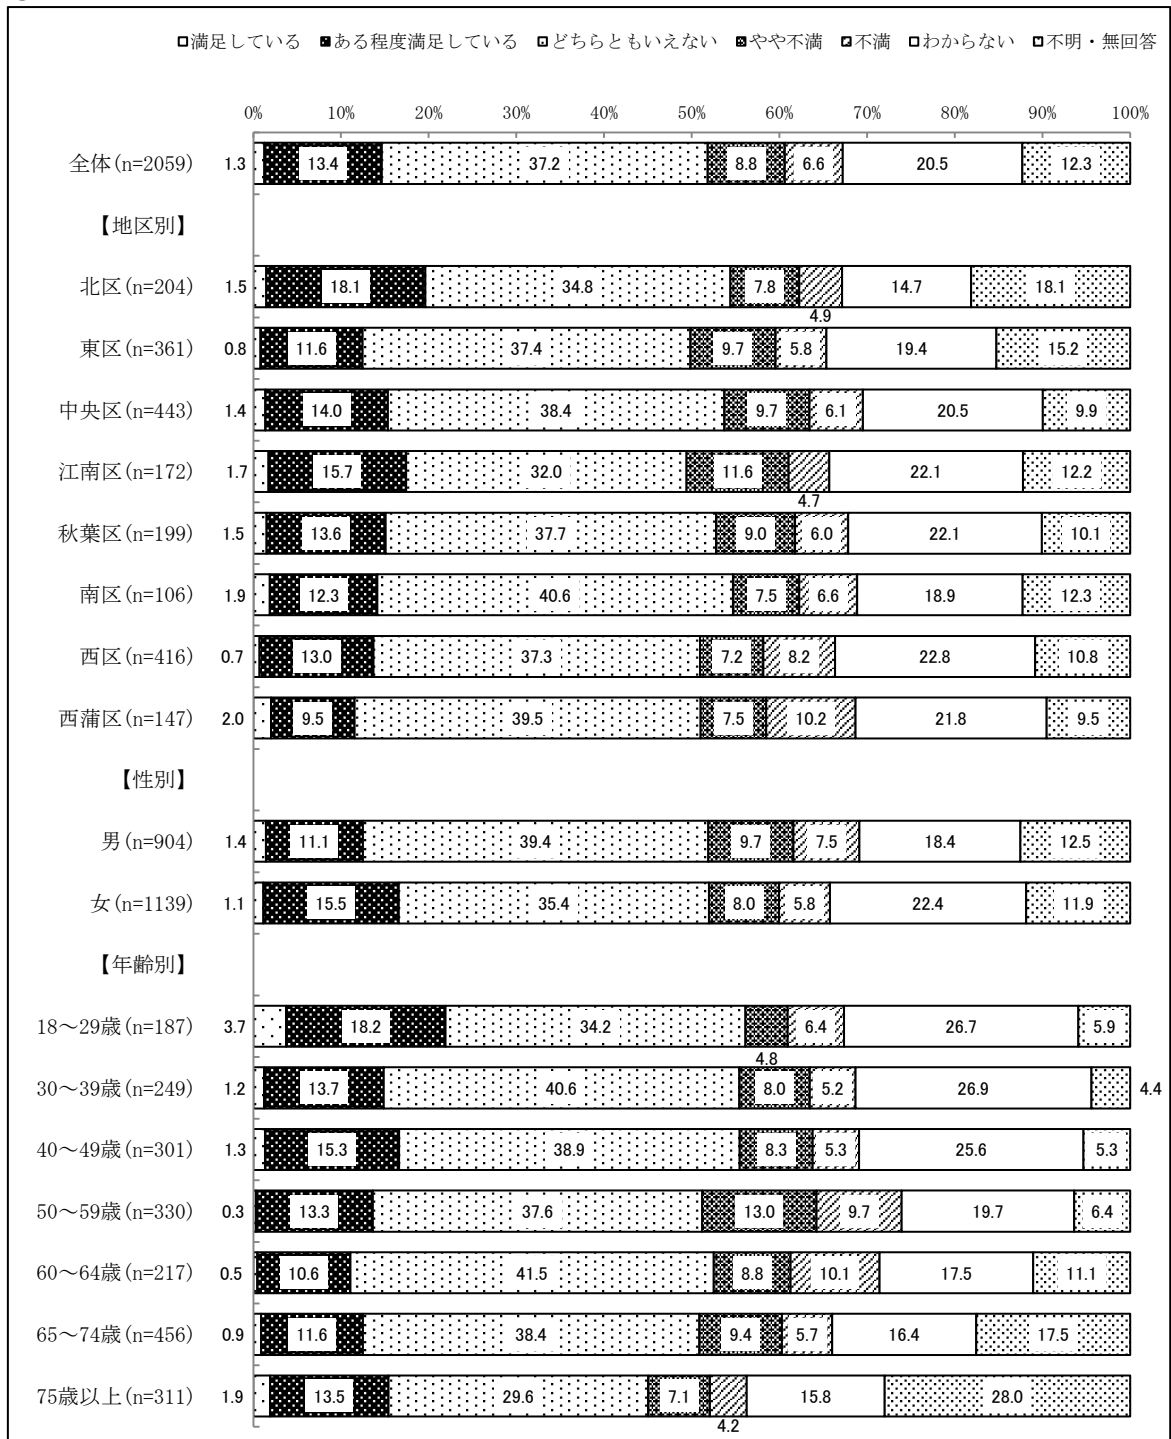 □満足している ■ある程度満足している □どちらともいえない ■やや不満 □不満 □わからない □不明・無回答
0% 10% 20% 30% 40% 50% 60% 70% 80% 90% 100%
全体(n=2059) 1.3 13.4 37.2 8.8 6.6 20.5 12.3
【地区別】
北区(n=204) 1.5 18.1 34.8 7.8 14.7 18.1
4.9
東区(n=361) 0.8 11.6 37.4 9.7 5.8 19.4 15.2
中央区(n=443) 1.4 14.0 38.4 9.7 6.1 20.5 9.9
江南区(n=172) 1.7 15.7 32.0 11.6 22.1 12.2
4.7
秋葉区(n=199) 1.5 13.6 37.7 9.0 6.0 22.1 10.1
南区(n=106) 1.9 12.3 40.6 7.5 6.6 18.9 12.3
西区(n=416) 0.7 13.0 37.3 7.2 8.2 22.8 10.8
西蒲区(n=147) 2.0 9.5 39.5 7.5 10.2 21.8 9.5
【性別】
男(n=904) 1.4 11.1 39.4 9.7 7.5 18.4 12.5
女(n=1139) 1.1 15.5 35.4 8.0 5.8 22.4 11.9
【年齢別】
18～29歳(n=187) 3.7 18.2 34.2 6.4 26.7 5.9
4.8
30～39歳(n=249) 1.2 13.7 40.6 8.0 5.2 26.9 4.4
40～49歳(n=301) 1.3 15.3 38.9 8.3 5.3 25.6 5.3
50～59歳(n=330) 0.3 13.3 37.6 13.0 9.7 19.7 6.4
60～64歳(n=217) 0.5 10.6 41.5 8.8 10.1 17.5 11.1
65～74歳(n=456) 0.9 11.6 38.4 9.4 5.7 16.4 17.5
75歳以上(n=311) 1.9 13.5 29.6 7.1 15.8 28.0
4.2